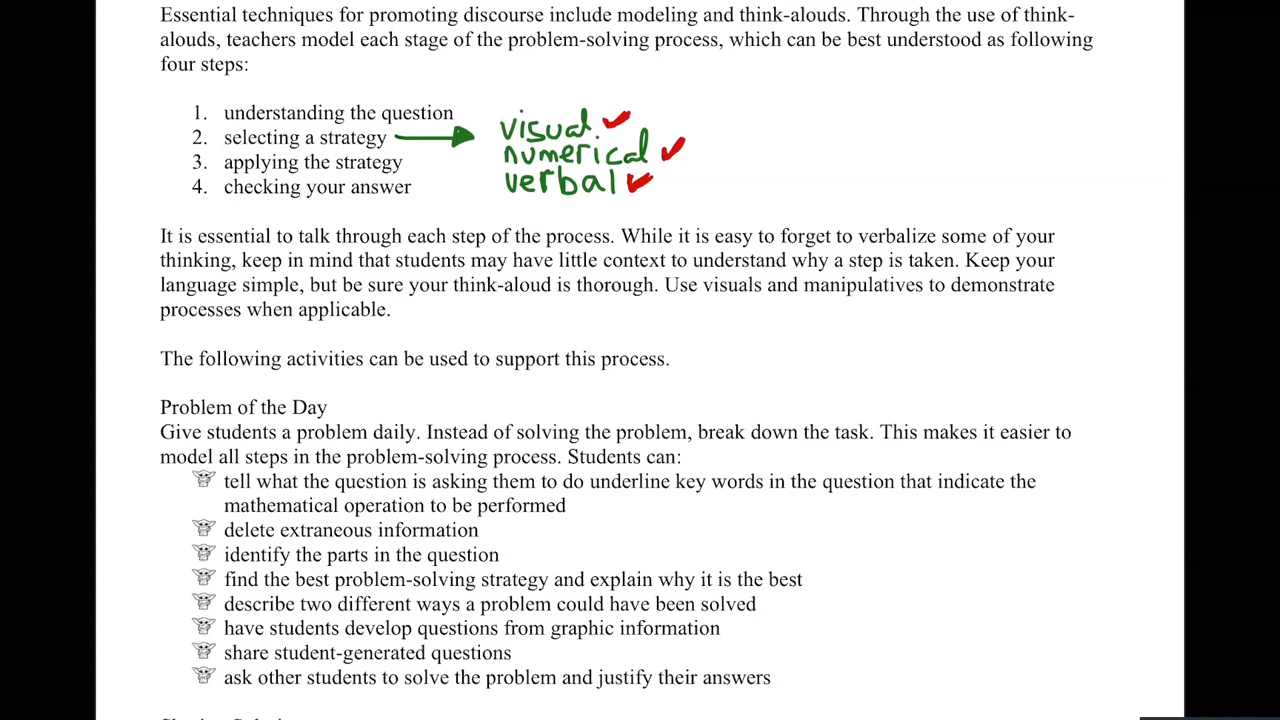 Essential techniques for promoting discourse include modeling and think-alouds. Through the use of think-
alouds, teachers model each stage of the problem-solving process, which can be best understood as following
four steps:
1. understanding the question
2. selecting a strategy
3. applying the strategy
4. checking your answer
visual
numerical
verbal
It is essential to talk through each step of the process. While it is easy to forget to verbalize some of your
thinking, keep in mind that students may have little context to understand why a step is taken. Keep your
language simple, but be sure your think-aloud is thorough. Use visuals and manipulatives to demonstrate
processes when applicable.
The following activities can be used to support this process.
Problem of the Day
Give students a problem daily. Instead of solving the problem, break down the task. This makes it easier to
model all steps in the problem-solving process. Students can:
tell what the question is asking them to do underline key words in the question that indicate the
mathematical operation to be performed
delete extraneous information
identify the parts in the question
find the best problem-solving strategy and explain why it is the best
describe two different ways a problem could have been solved
have students develop questions from graphic information
share student-generated questions
ask other students to solve the problem and justify their answers